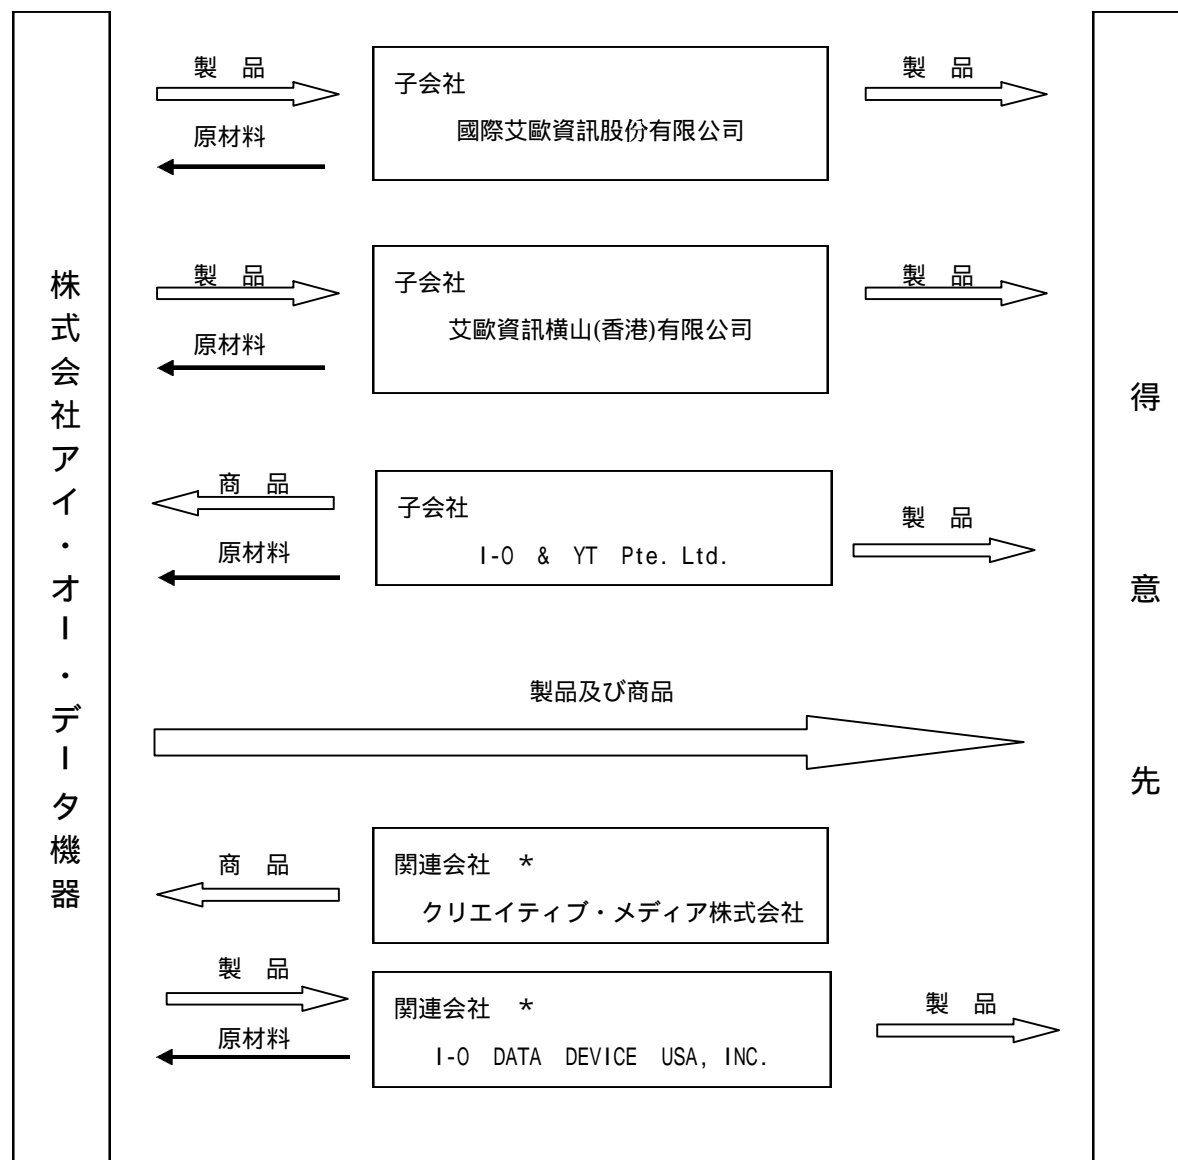 株式会社アイ・オー・データ機器
製　品
原材料
子会社
國際艾歐資訊股份有限公司
製　品
製　品
原材料
子会社
艾歐資訊横山(香港)有限公司
製　品
商　品
原材料
子会社
I-O & YT Pte. Ltd.
製　品
製品及び商品
商　品
関連会社　*
クリエイティブ・メディア株式会社
製　品
原材料
関連会社　*
I-O DATA DEVICE USA, INC.
製　品
得意先